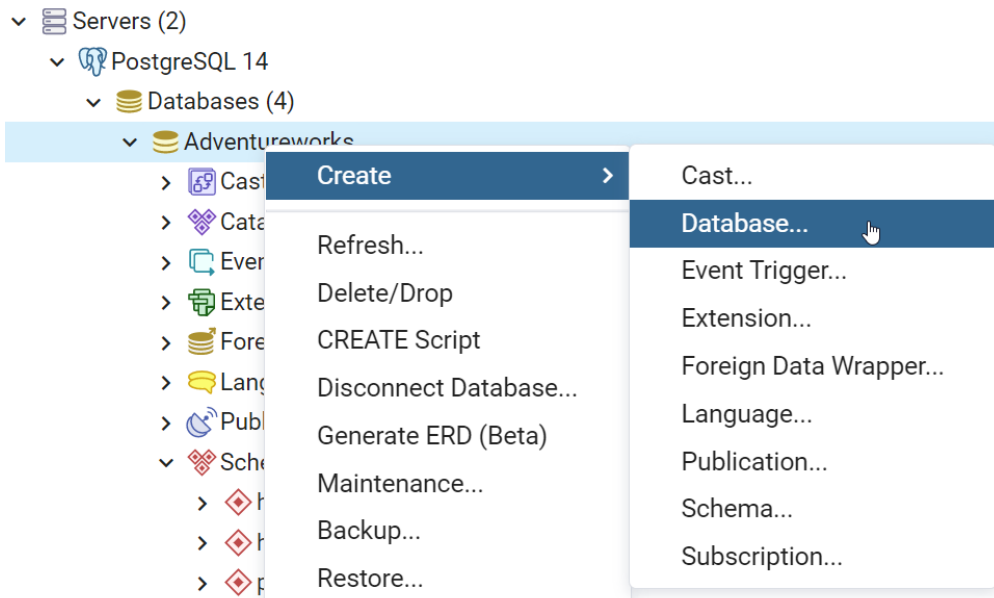 Servers (2)
PostgreSQL 14
Databases (4)
Adventureworks
Create
Refresh...
Delete/Drop
CREATE Script
Disconnect Database...
Generate ERD (Beta)
Maintenance...
Backup...
Restore...
Cast...
Database...
Event Trigger...
Extension...
Foreign Data Wrapper...
Language...
Publication...
Schema...
Subscription...